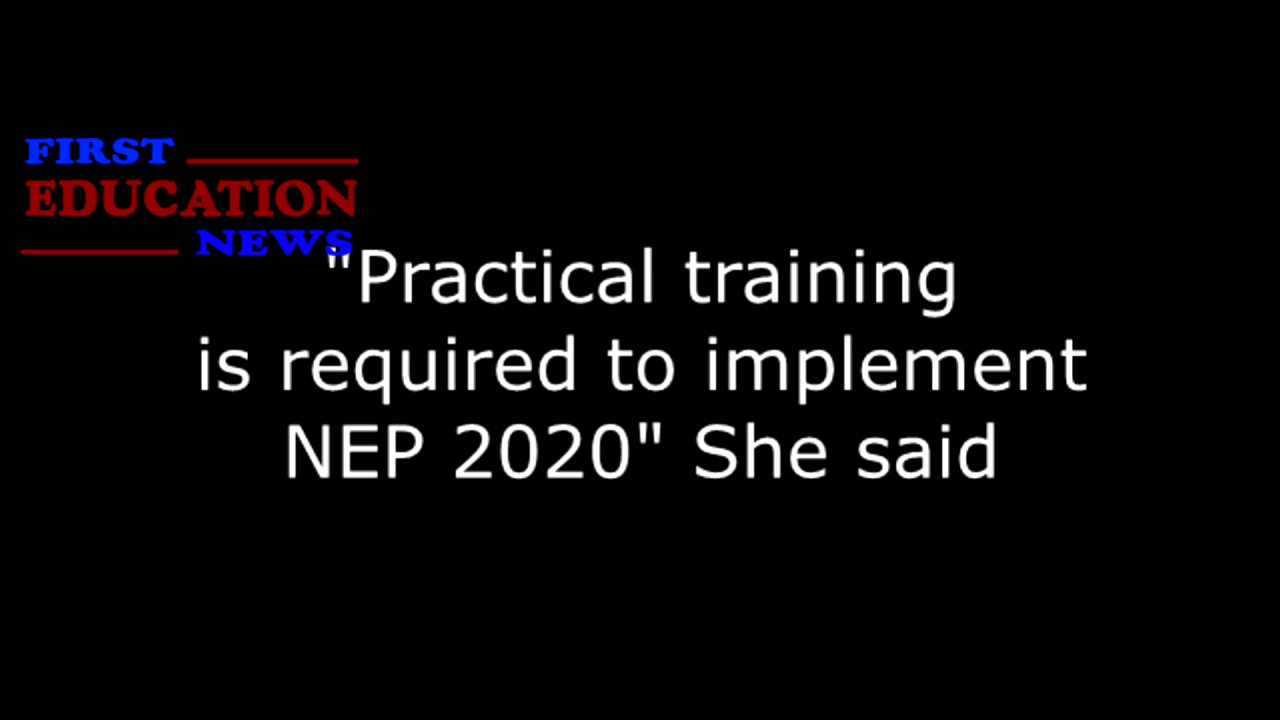 FIRST
EDUCATION
NEWS
"Practical training
is required to implement
NEP 2020" She said